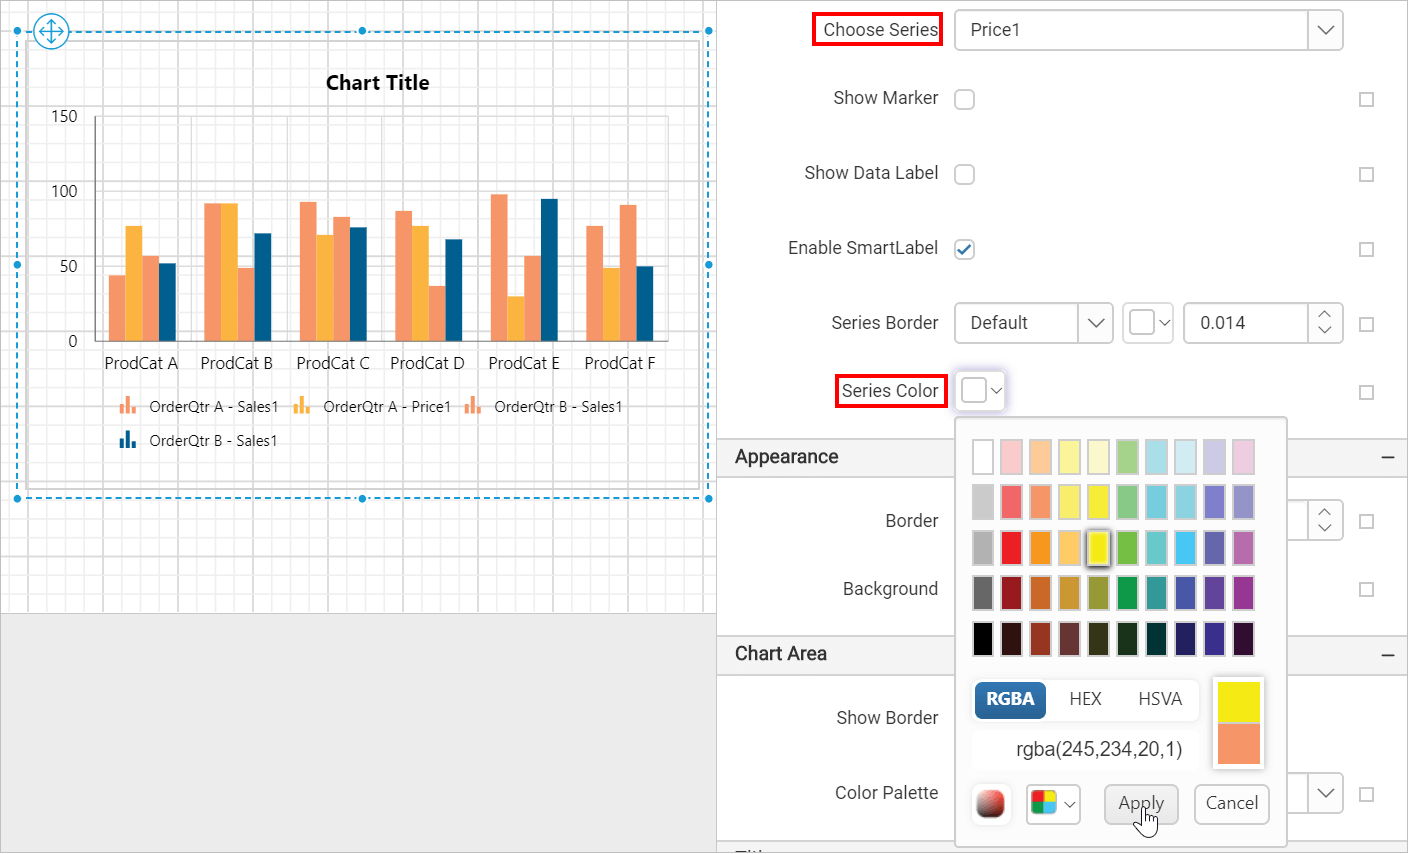 Chart Title
150
100
50
0
ProdCat A ProdCat B ProdCat C ProdCat D ProdCat E ProdCat F
OrderQtr A - Sales1 OrderQtr A - Price1 OrderQtr B - Sales1
OrderQtr B - Sales1
Choose Series Price1
Show Marker
Show Data Label
Enable SmartLabel
Series Border Default 0.014
Series Color
Appearance
Border
Background
Chart Area
Show Border
Color Palette
RGBA HEX HSVA
rgba(245,234,20,1)
Apply Cancel